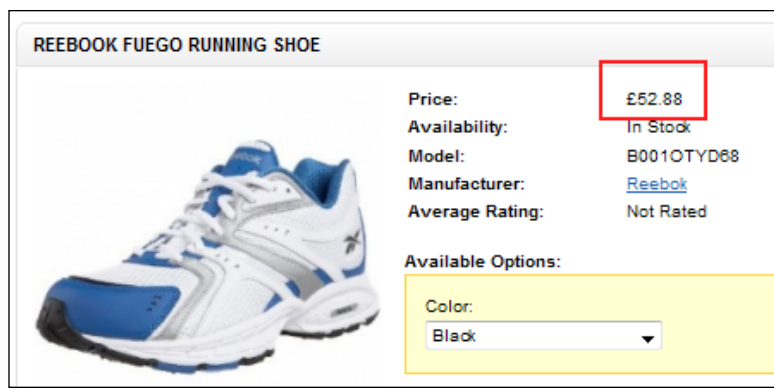 REEBOOK FUEGO RUNNING SHOE
Price: £52.88
Availability: In Stock
Model: B001OTYD68
Manufacturer: Reebok
Average Rating: Not Rated
Available Options:
Color:
Black